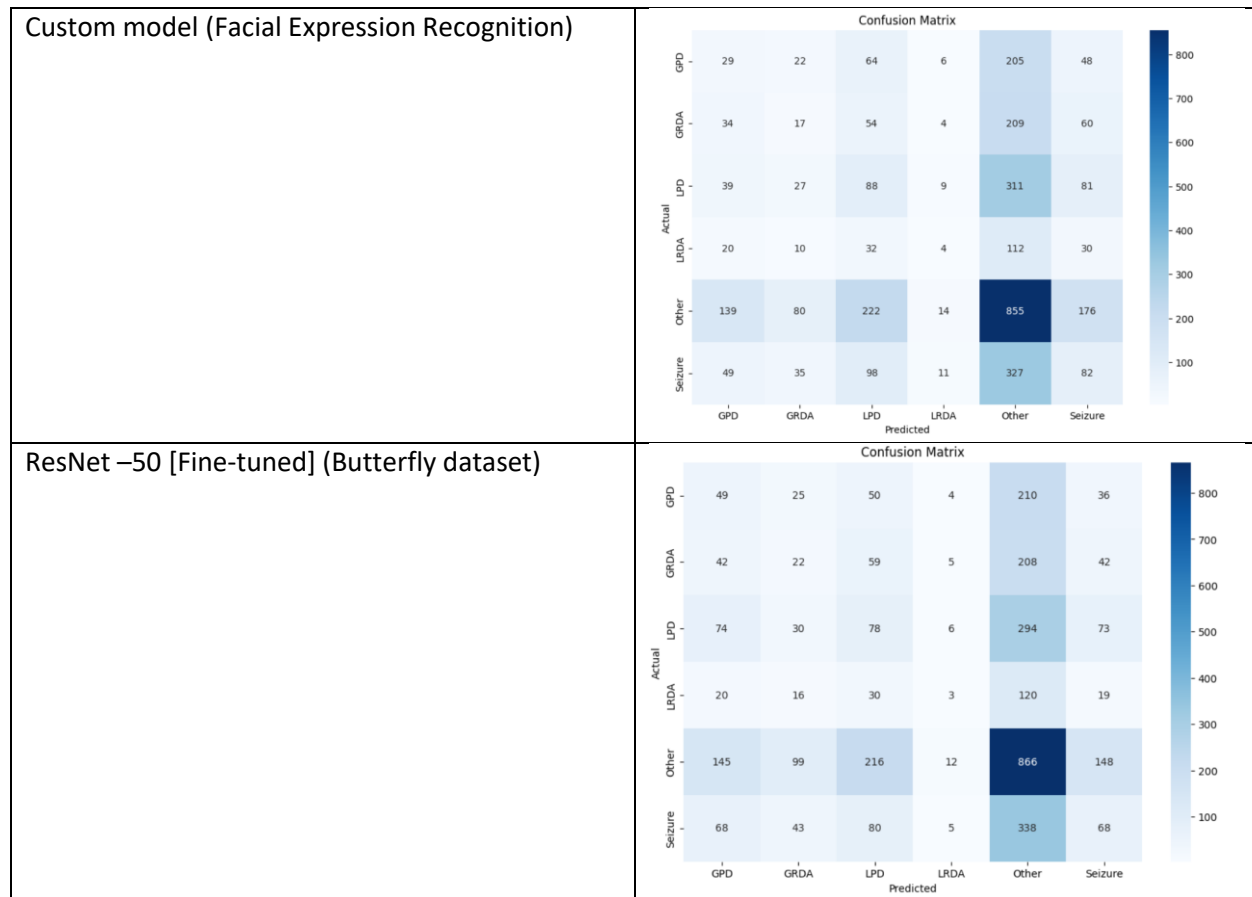 Custom model (Facial Expression Recognition)
Confusion Matrix
GPD 29 22 64 6 205 48
GRDA 34 17 54 4 209 60
LPD 39 27 88 9 311 81
LRDA 20 10 32 4 112 30
Other 139 80 222 14 855 176
Seizure 49 35 98 11 327 82
Actual
GPD GRDA LPD LRDA Other Seizure
Predicted
800
700
600
500
400
300
200
100
ResNet –50 [Fine-tuned] (Butterfly dataset)
Confusion Matrix
GPD 49 25 50 4 210 36
GRDA 42 22 59 5 208 42
LPD 74 30 78 6 294 73
LRDA 20 16 30 3 120 19
Other 145 99 216 12 866 148
Seizure 68 43 80 5 338 68
Actual
GPD GRDA LPD LRDA Other Seizure
Predicted
800
700
600
500
400
300
200
100